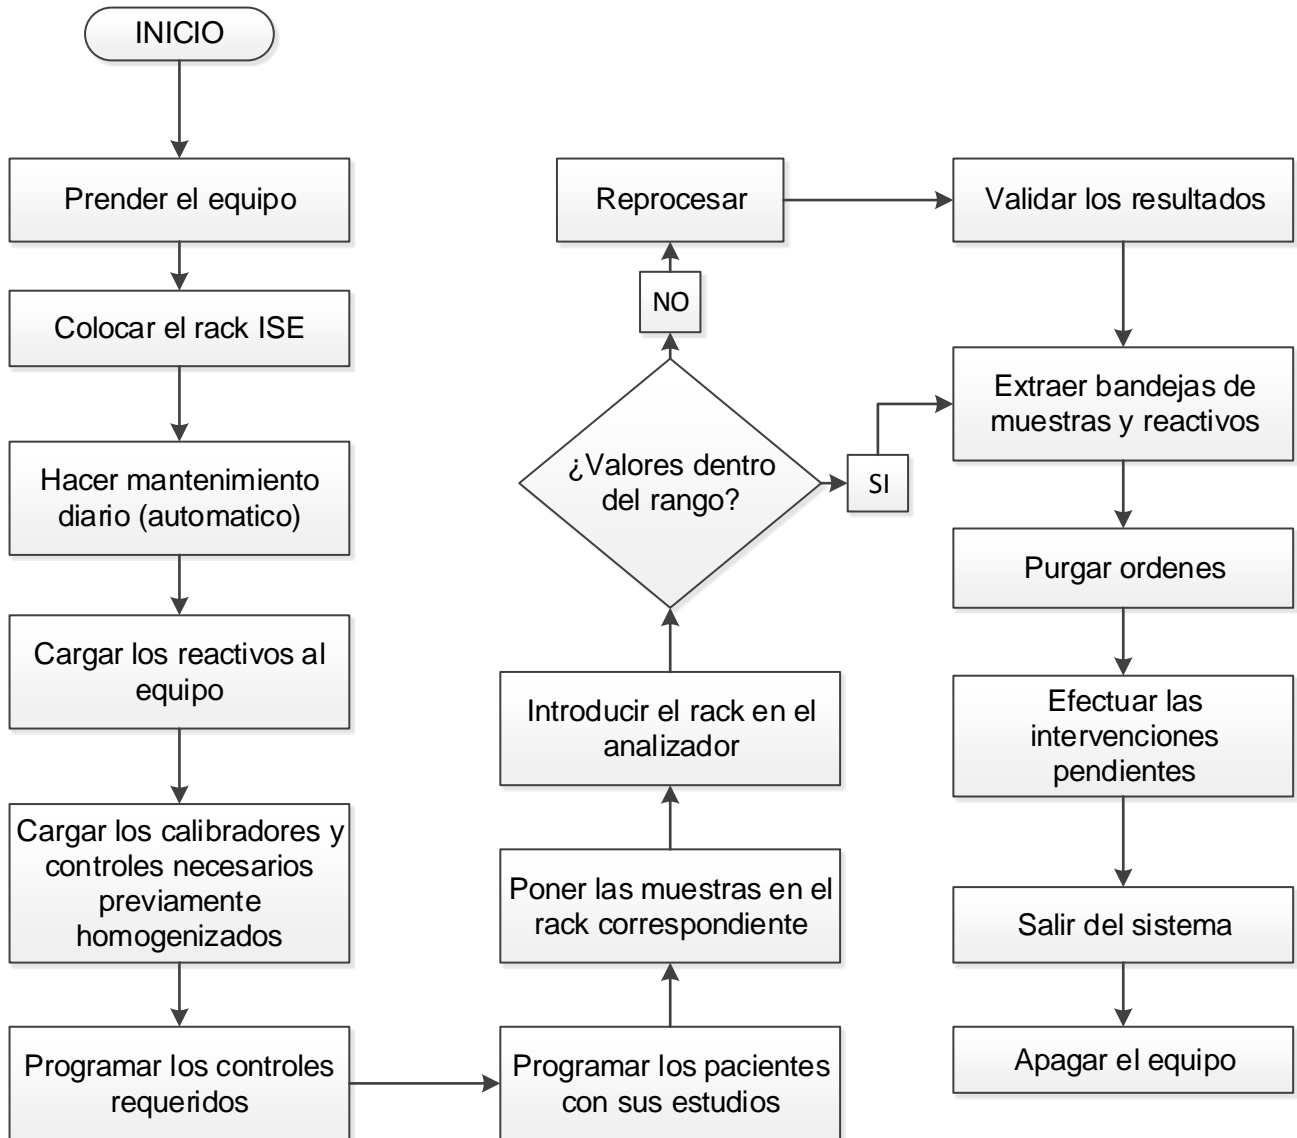 INICIO
Prender el equipo
Colocar el rack ISE
Hacer mantenimiento
diario (automatico)
Cargar los reactivos al
equipo
Cargar los calibradores y
controles necesarios
previamente
homogenizados
Programar los controles
requeridos
Programar los pacientes
con sus estudios
Poner las muestras en el
rack correspondiente
Introducir el rack en el
analizador
¿Valores dentro
del rango?
NO
Reprocesar
SI
Validar los resultados
Extraer bandejas de
muestras y reactivos
Purgar ordenes
Efectuar las
intervenciones
pendientes
Salir del sistema
Apagar el equipo